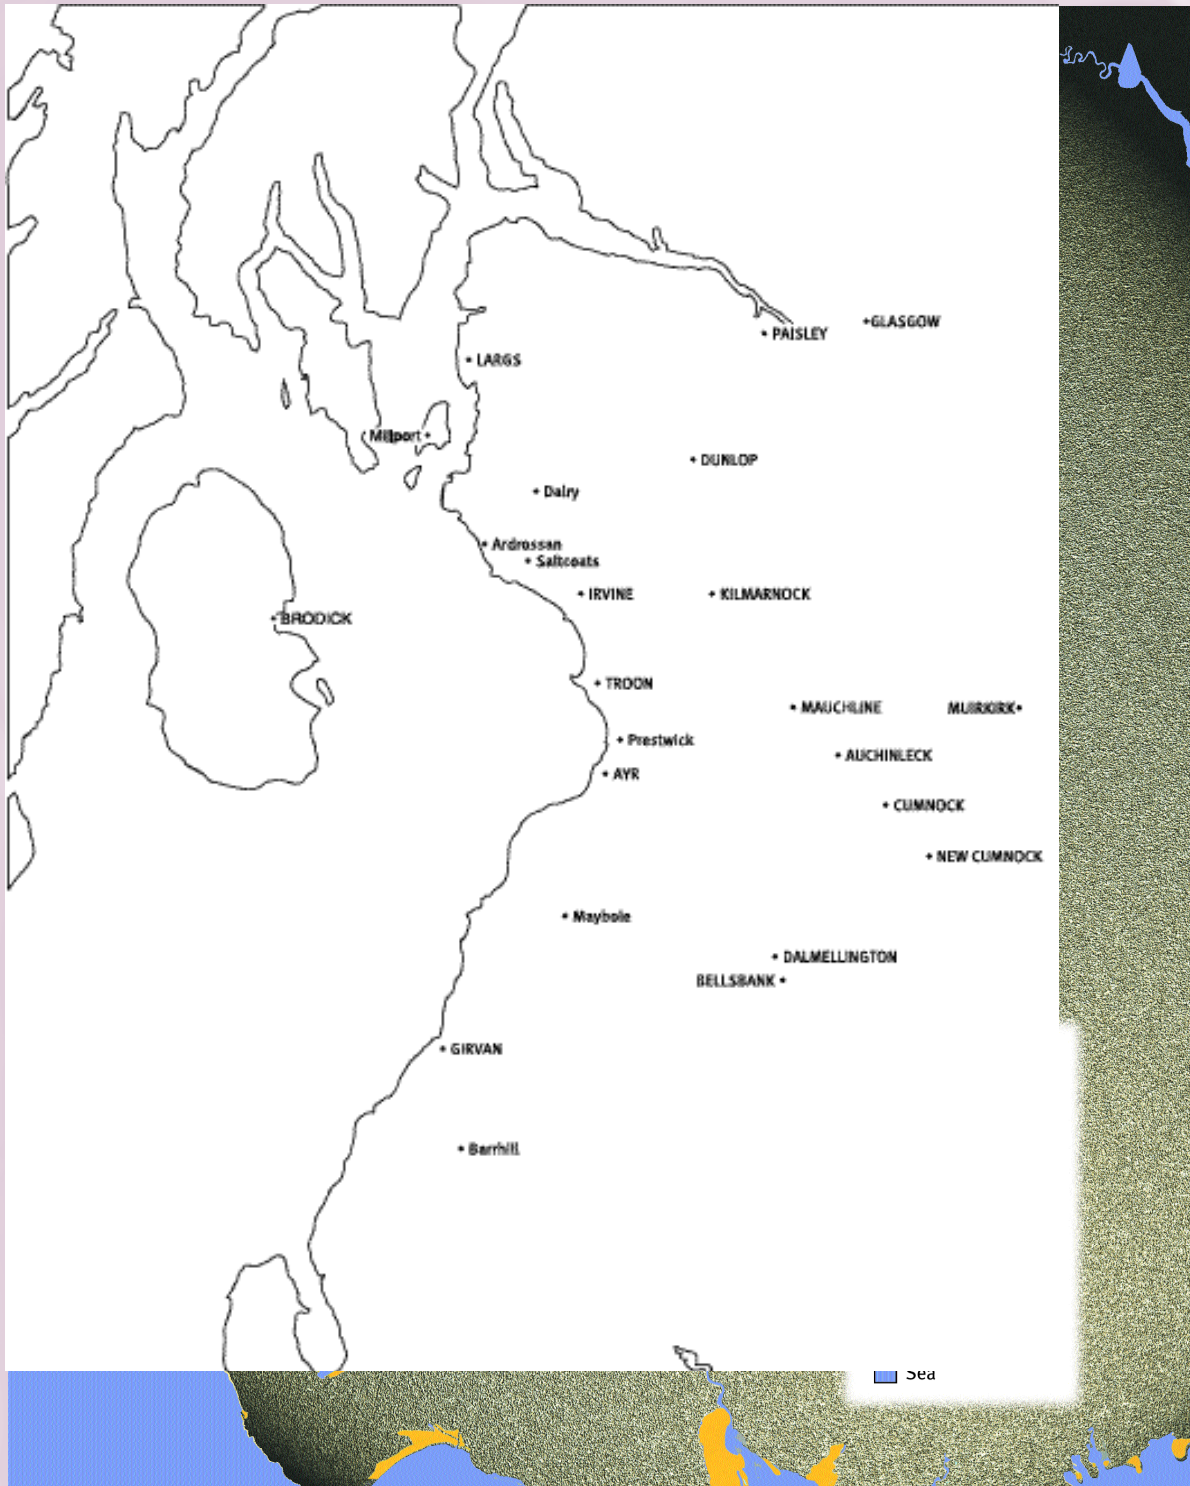 GLASGOW
PAISLEY
LARGS
Millport
DUNLOP
Dalry
Ardrossan
Saltcoats
IRVINE
KILMARNOCK
BRODICK
TROON
MAUCHLINE
MUIRKIRK
Prestwick
AUCHINLECK
AYR
CUMNOCK
NEW CUMNOCK
Maybole
DALMELLINGTON
BELLSBANK
GIRVAN
Barrhill
Sea